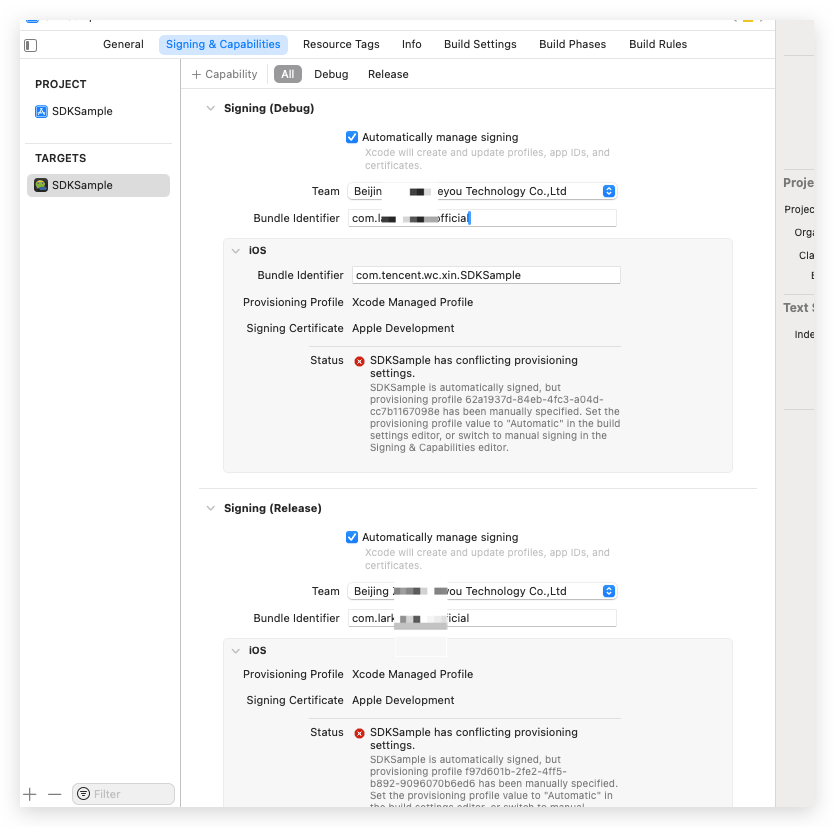 General Signing & Capabilities Resource Tags Info Build Settings Build Phases Build Rules
+ Capability All Debug Release
PROJECT
SDKSample
TARGETS
SDKSample
Filter
Signing (Debug)
Automatically manage signing
Xcode will create and update profiles, app IDs, and
certificates.
Team Beijin eyou Technology Co.,Ltd
Bundle Identifier com.l fficial
iOS
Bundle Identifier com.tencent.wc.xin.SDKSample
Provisioning Profile Xcode Managed Profile
Signing Certificate Apple Development
Status SDKSample has conflicting provisioning
settings.
SDKSample is automatically signed, but
provisioning profile 62a1937d-84eb-4fc3-a04d-
cc7b1167098e has been manually specified. Set the
provisioning profile value to "Automatic" in the build
settings editor, or switch to manual signing in the
Signing & Capabilities editor.
Signing (Release)
Automatically manage signing
Xcode will create and update profiles, app IDs, and
certificates.
Team Beijing you Technology Co.,Ltd
Bundle Identifier com.lark icial
iOS
Provisioning Profile Xcode Managed Profile
Signing Certificate Apple Development
Status SDKSample has conflicting provisioning
settings.
SDKSample is automatically signed, but
provisioning profile f97d601b-2fe2-4ff5-
b892-9096070b6ed6 has been manually specified.
Set the provisioning profile value to "Automatic" in
the build settings editor, or switch to manual
Proje
Projec
Orga
Cla
Text S
Inde